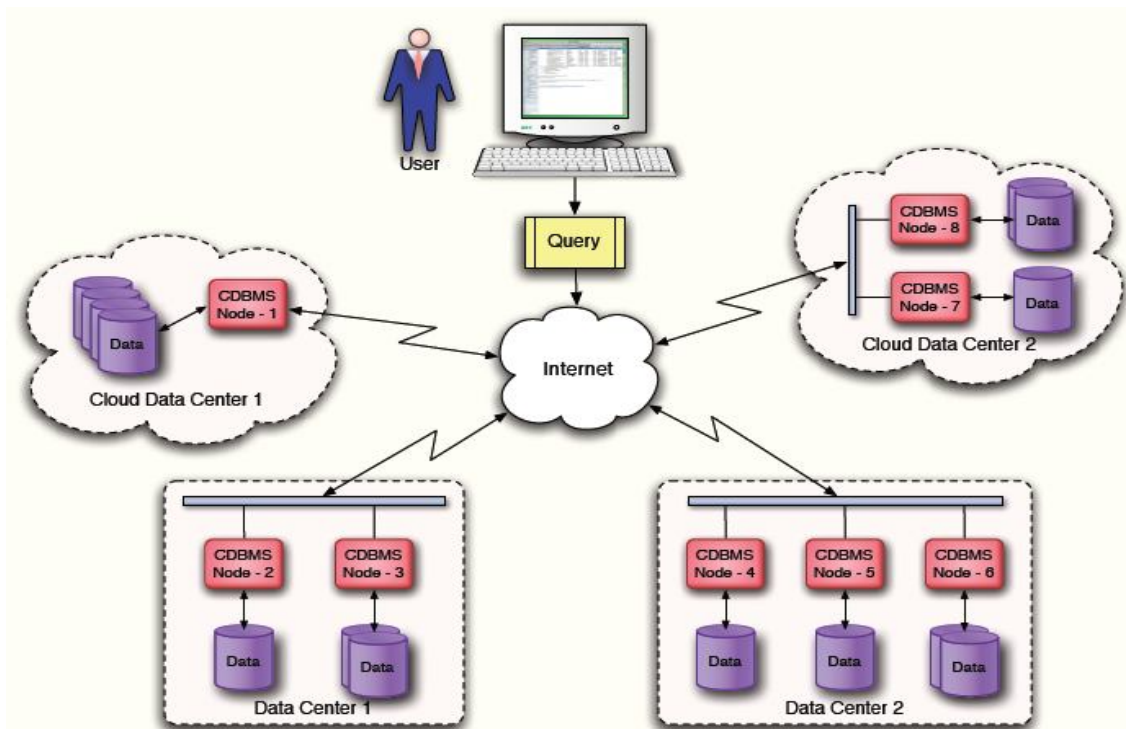 User
Query
Internet
CDBMS
Node - 1
Data
Cloud Data Center 1
CDBMS
Node - 8
Data
CDBMS
Node - 7
Data
Cloud Data Center 2
CDBMS
Node - 2
CDBMS
Node - 3
Data
Data
Data Center 1
CDBMS
Node - 4
CDBMS
Node - 5
CDBMS
Node - 6
Data
Data
Data
Data Center 2